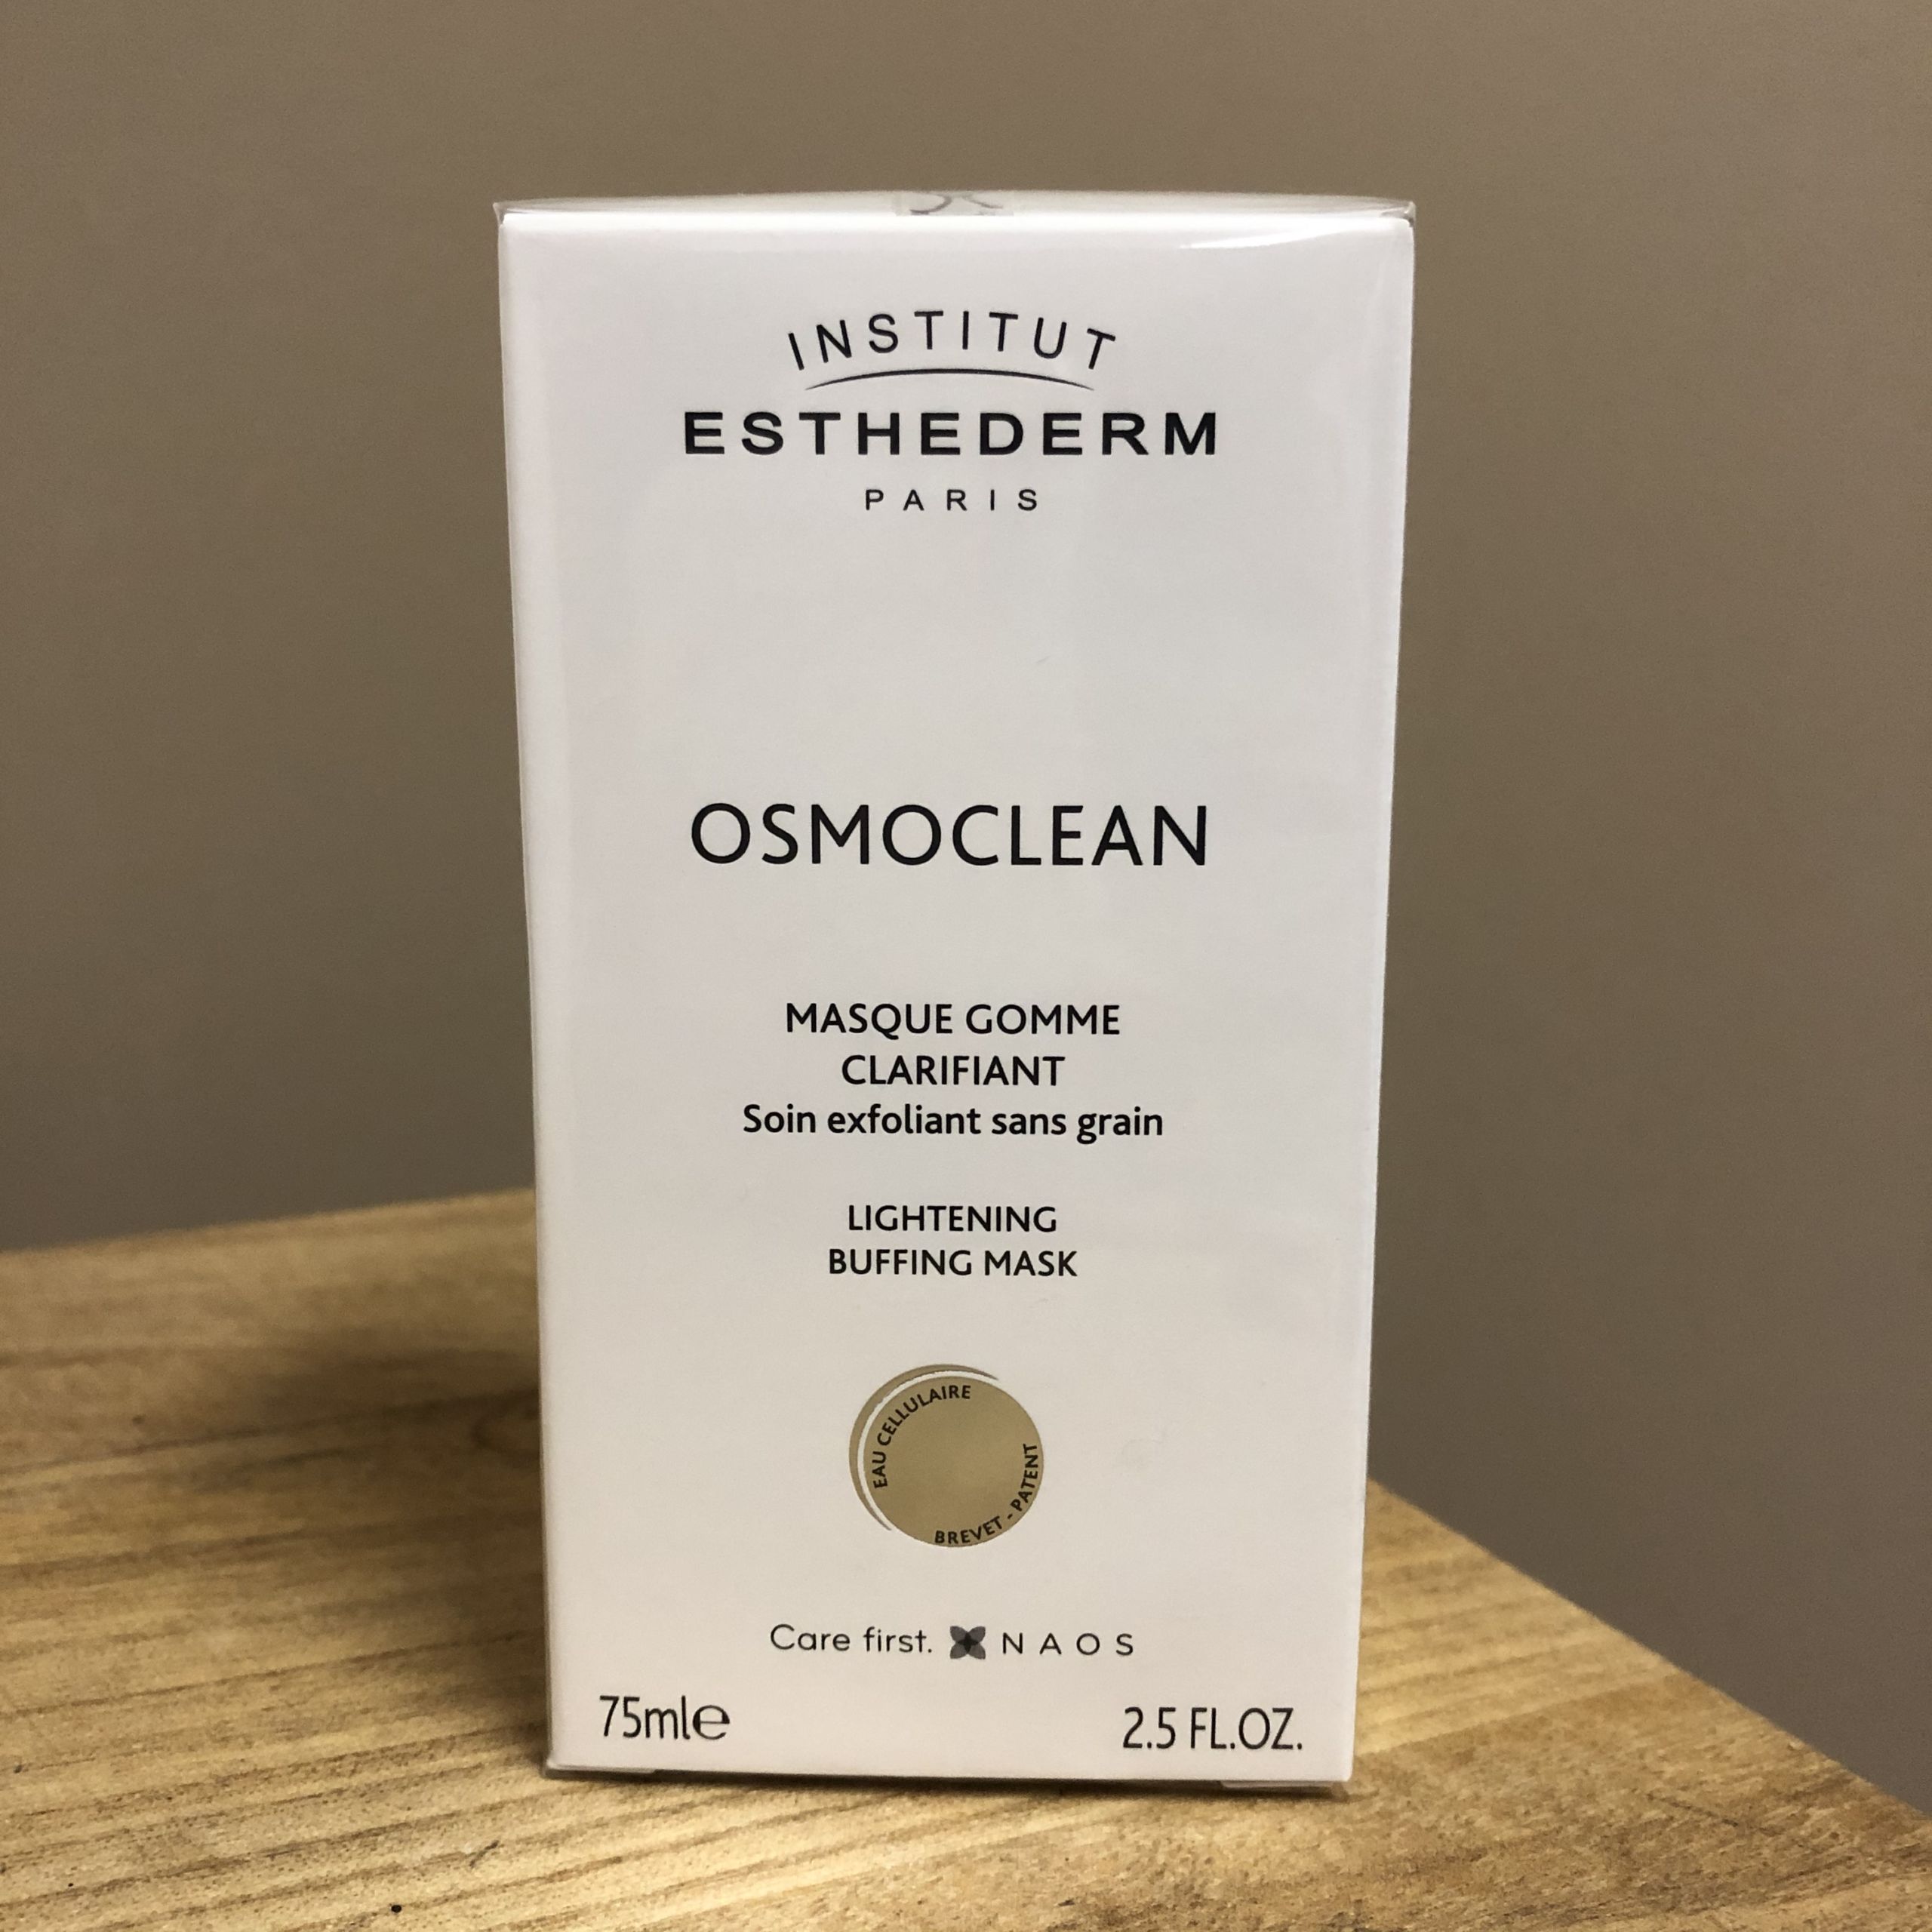 INSTITUT
ESTHEDERM
PARIS
OSMOCLEAN
MASQUE GOMME
CLARIFIANT
Soin exfoliant sans grain
LIGHTENING
BUFFING MASK
EAU CELLULAIRE
BREVET - PATENT
Care first. NAOS
75mle
2.5 FL.OZ.